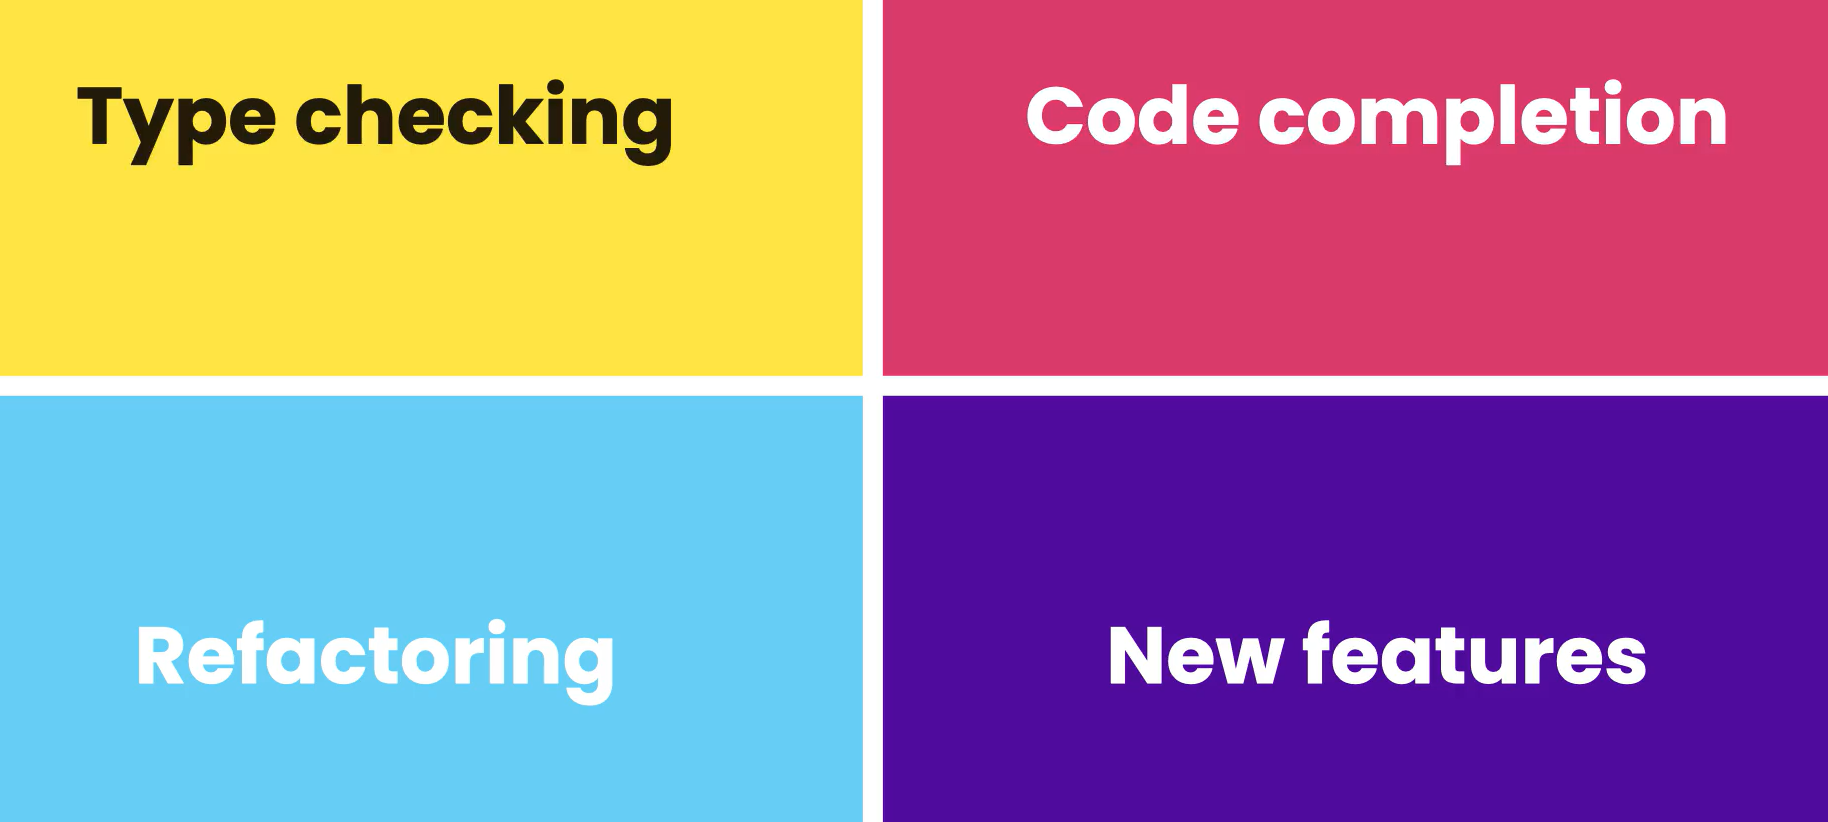 Type checking
Code completion
Refactoring
New features